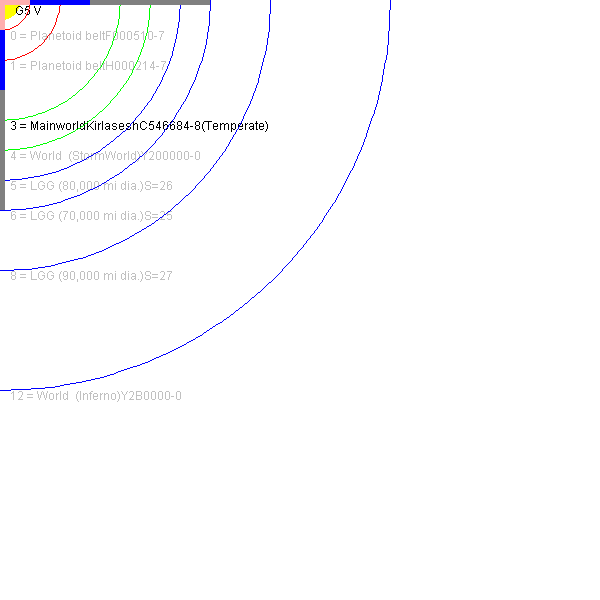 G5 V
0 = Planetoid beltF000510-7
1 = Planetoid beltH000214-7
3 = MainworldKirlaseshC546684-8(Temperate)
4 = World (StormWorld)Y200000-0
5 = LGG (80,000 mi dia.)S=26
6 = LGG (70,000 mi dia.)S=25
8 = LGG (90,000 mi dia.)S=27
12 = World (Inferno)Y2B0000-0